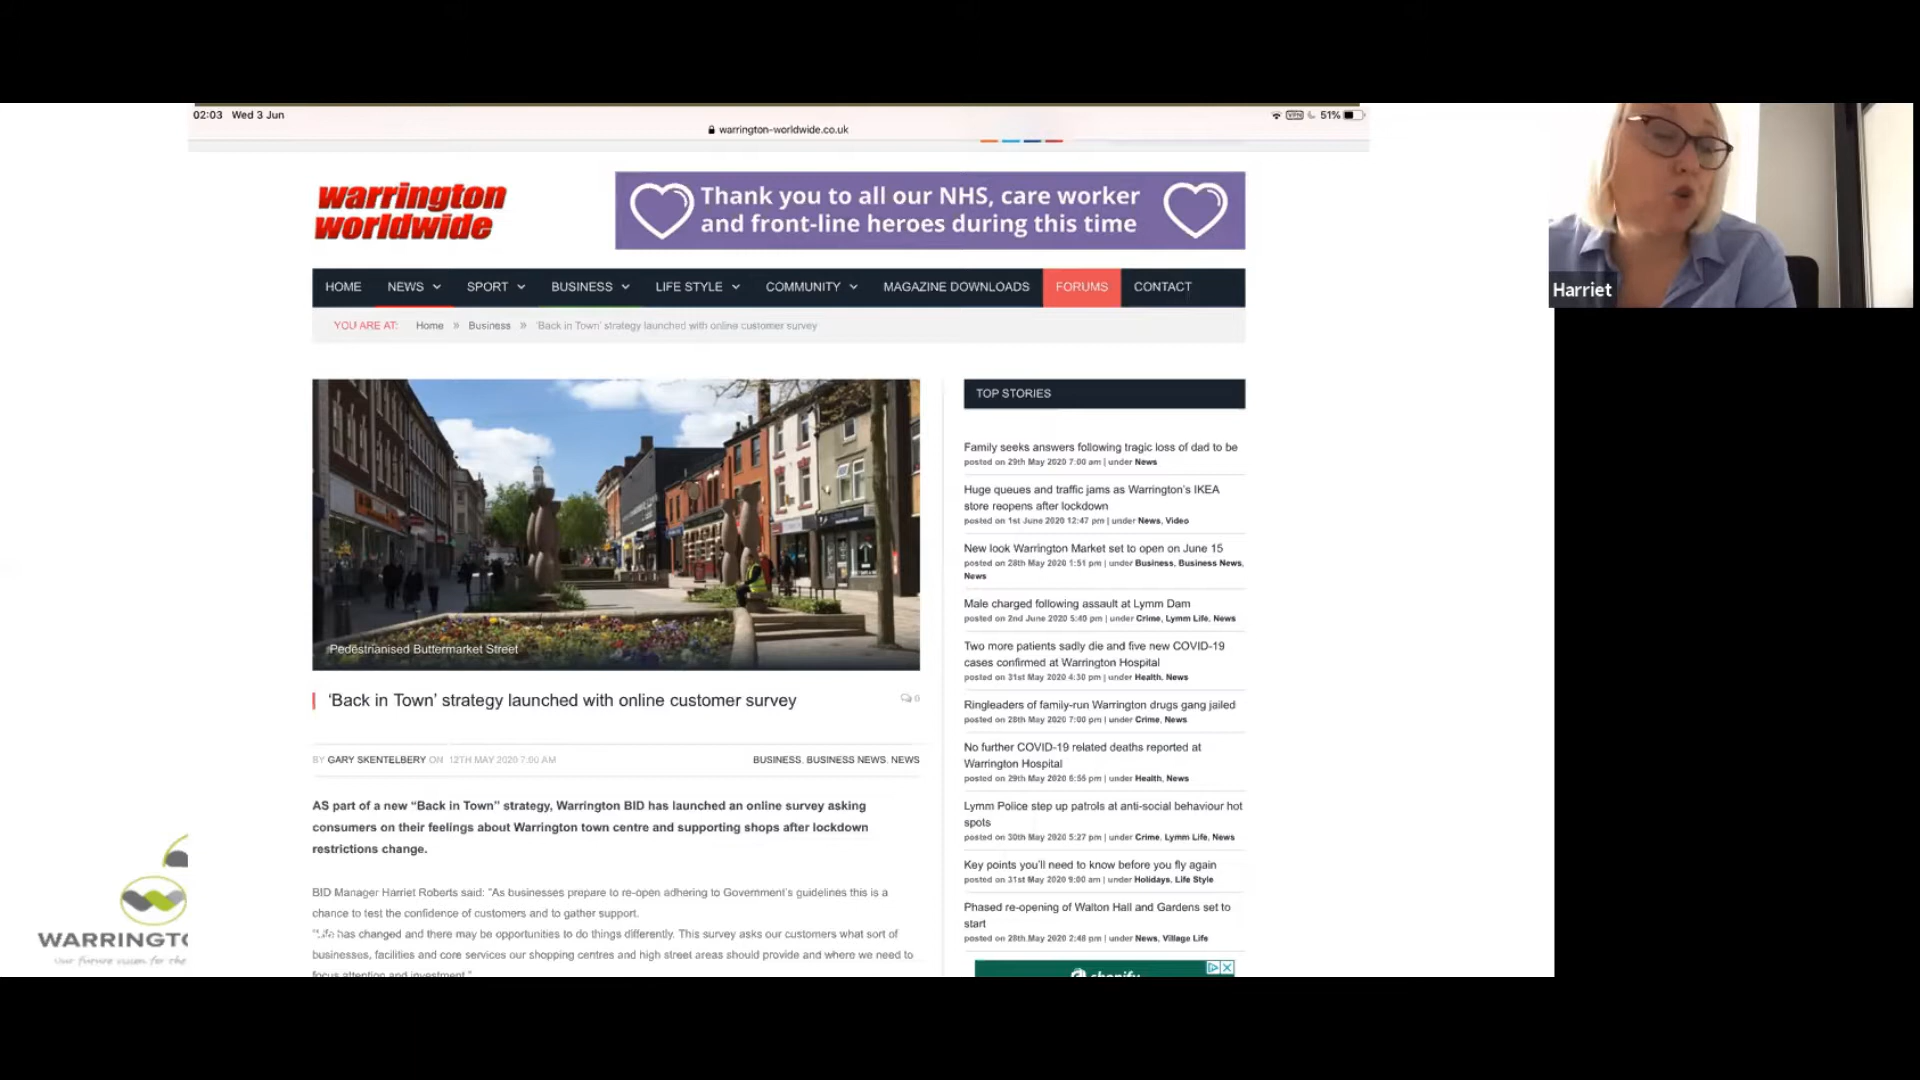 02:03 Wed 3 Jun
51%
warrington-worldwide.co.uk
warrington
worldwide
Thank you to all our NHS, care worker
and front-line heroes during this time
HOME NEWS SPORT BUSINESS LIFE STYLE COMMUNITY MAGAZINE DOWNLOADS FORUMS CONTACT
YOU ARE AT: Home » Business » 'Back in Town' strategy launched with online customer survey
Pedestrianised Buttermarket Street
'Back in Town' strategy launched with online customer survey
0
BY GARY SKENTELBERY ON 12TH MAY 2020 7:00 AM
BUSINESS, BUSINESS NEWS, NEWS
AS part of a new "Back in Town" strategy, Warrington BID has launched an online survey asking
consumers on their feelings about Warrington town centre and supporting shops after lockdown
restrictions change.
BID Manager Harriet Roberts said: "As businesses prepare to re-open adhering to Government's guidelines this is a
chance to test the confidence of customers and to gather support.
"Life has changed and there may be opportunities to do things differently. This survey asks our customers what sort of
businesses, facilities and core services our shopping centres and high street areas should provide and where we need to
focus attention and investment."
TOP STORIES
Family seeks answers following tragic loss of dad to be
posted on 29th May 2020 7:00 am | under News
Huge queues and traffic jams as Warrington's IKEA
store reopens after lockdown
posted on 1st June 2020 12:47 pm | under News, Video
New look Warrington Market set to open on June 15
posted on 28th May 2020 1:51 pm | under Business, Business News,
News
Male charged following assault at Lymm Dam
posted on 2nd June 2020 5:40 pm | under Crime, Lymm Life, News
Two more patients sadly die and five new COVID-19
cases confirmed at Warrington Hospital
posted on 31st May 2020 4:30 pm | under Health, News
Ringleaders of family-run Warrington drugs gang jailed
posted on 28th May 2020 7:00 pm | under Crime, News
No further COVID-19 related deaths reported at
Warrington Hospital
posted on 29th May 2020 6:56 pm | under Health, News
Lymm Police step up patrols at anti-social behaviour hot
spots
posted on 30th May 2020 5:27 pm | under Crime, Lymm Life, News
Key points you'll need to know before you fly again
posted on 31st May 2020 9:00 am | under Holidays, Life Style
Phased re-opening of Walton Hall and Gardens set to
start
posted on 28th May 2020 2:48 pm | under News, Village Life
shopify
WARRINGT
Our future vision for the
Harriet